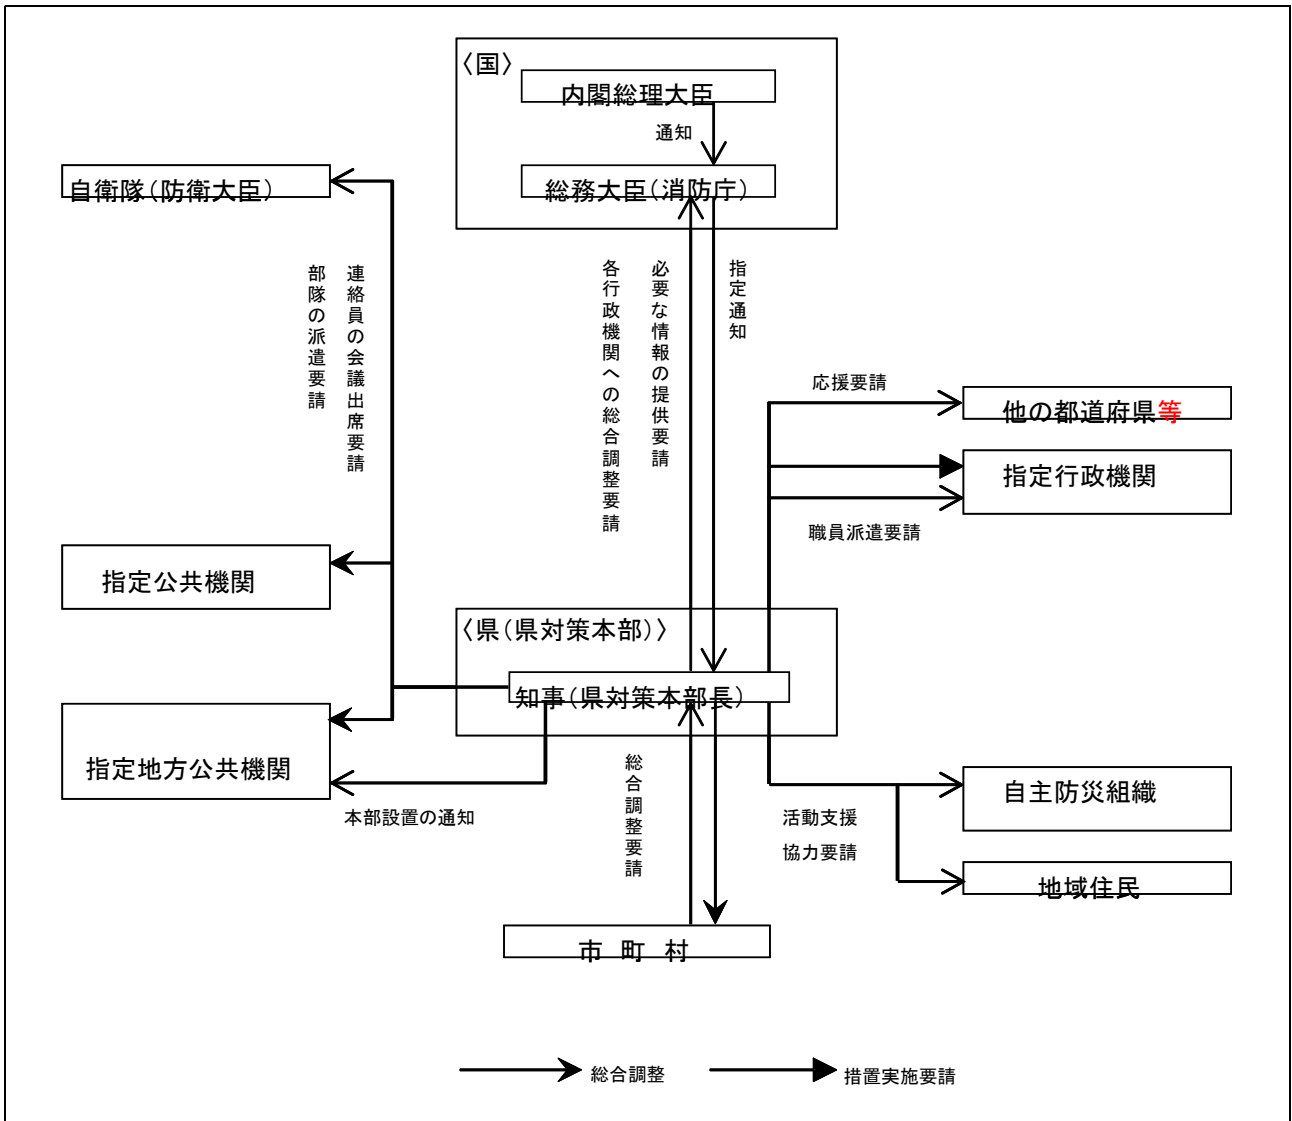 〈国〉
内閣総理大臣
通知
総務大臣（消防庁）
自衛隊（防衛大臣）
連絡員の会議出席要請
部隊の派遣要請
指定通知
必要な情報の提供要請
各行政機関への総合調整要請
応援要請
他の都道府県等
指定行政機関
職員派遣要請
指定公共機関
〈県（県対策本部）〉
知事（県対策本部長）
指定地方公共機関
本部設置の通知
総合調整要請
活動支援
協力要請
自主防災組織
地域住民
市　町　村
総合調整
措置実施要請